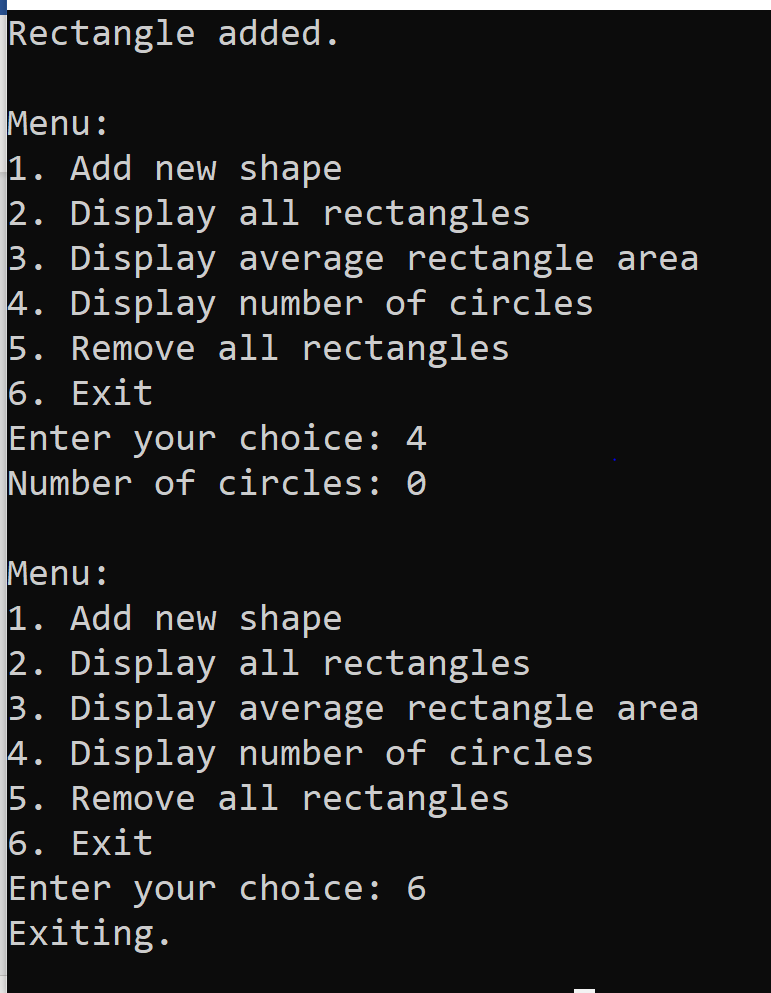 Rectangle added.
Menu:
1. Add new shape
2. Display all rectangles
3. Display average rectangle area
4. Display number of circles
5. Remove all rectangles
6. Exit
Enter your choice: 4
Number of circles: 0
Menu:
1. Add new shape
2. Display all rectangles
3. Display average rectangle area
4. Display number of circles
5. Remove all rectangles
6. Exit
Enter your choice: 6
Exiting.